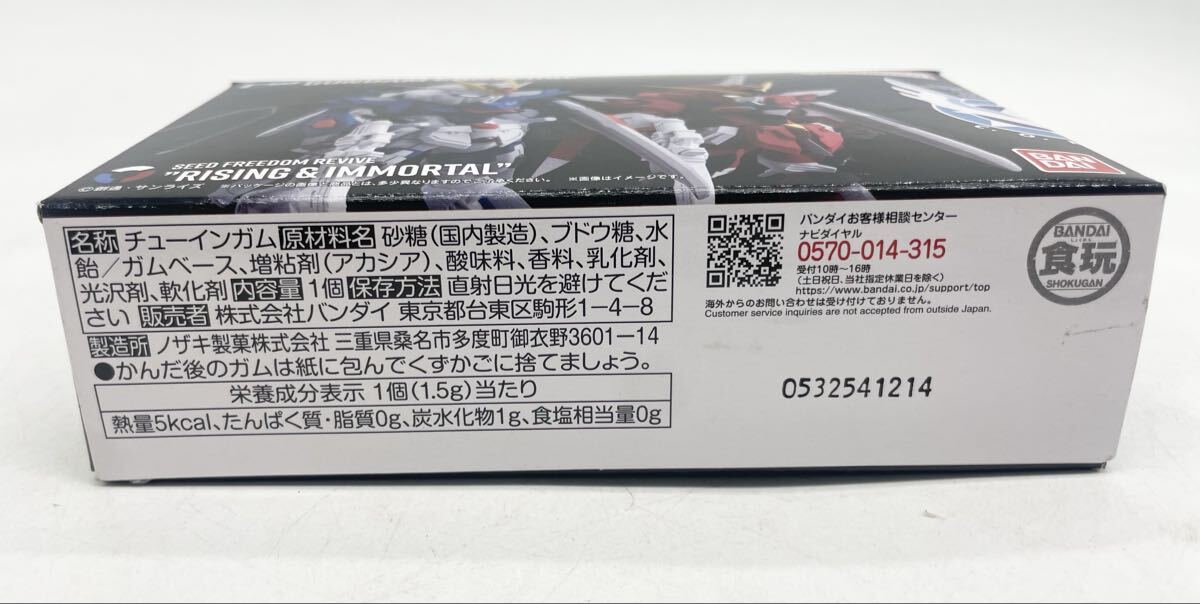 SEED FREEDOM REVIVE
"RISING & IMMORTAL"
©創通・サンライズ
※パッケージの画像と商品とは、多少異なりますのでご了承ください。
※画像はイメージです。
BAN
DAI
名称 チューインガム 原材料名 砂糖(国内製造)、ブドウ糖、水
飴/ガムベース、増粘剤(アカシア)、酸味料、香料、乳化剤、
光沢剤、軟化剤 内容量 1個 保存方法 直射日光を避けてくだ
さい 販売者 株式会社バンダイ 東京都台東区駒形1-4-8
製造所 ノザキ製菓株式会社 三重県桑名市多度町御衣野3601-14
●かんだ後のガムは紙に包んでくずかごに捨てましょう。
栄養成分表示 1個(1.5g)当たり
熱量5kcal、たんぱく質・脂質0g、炭水化物1g、食塩相当量0g
バンダイお客様相談センター
ナビダイヤル
0570-014-315
受付10時~16時
(土日祝日、当社指定休業日を除く)
https://www.bandai.co.jp/support/top
海外からのお問い合わせは受け付けておりません。
Customer service inquiries are not accepted from outside Japan.
BANDAI
しょくがん
食玩
SHOKUGAN
0532541214